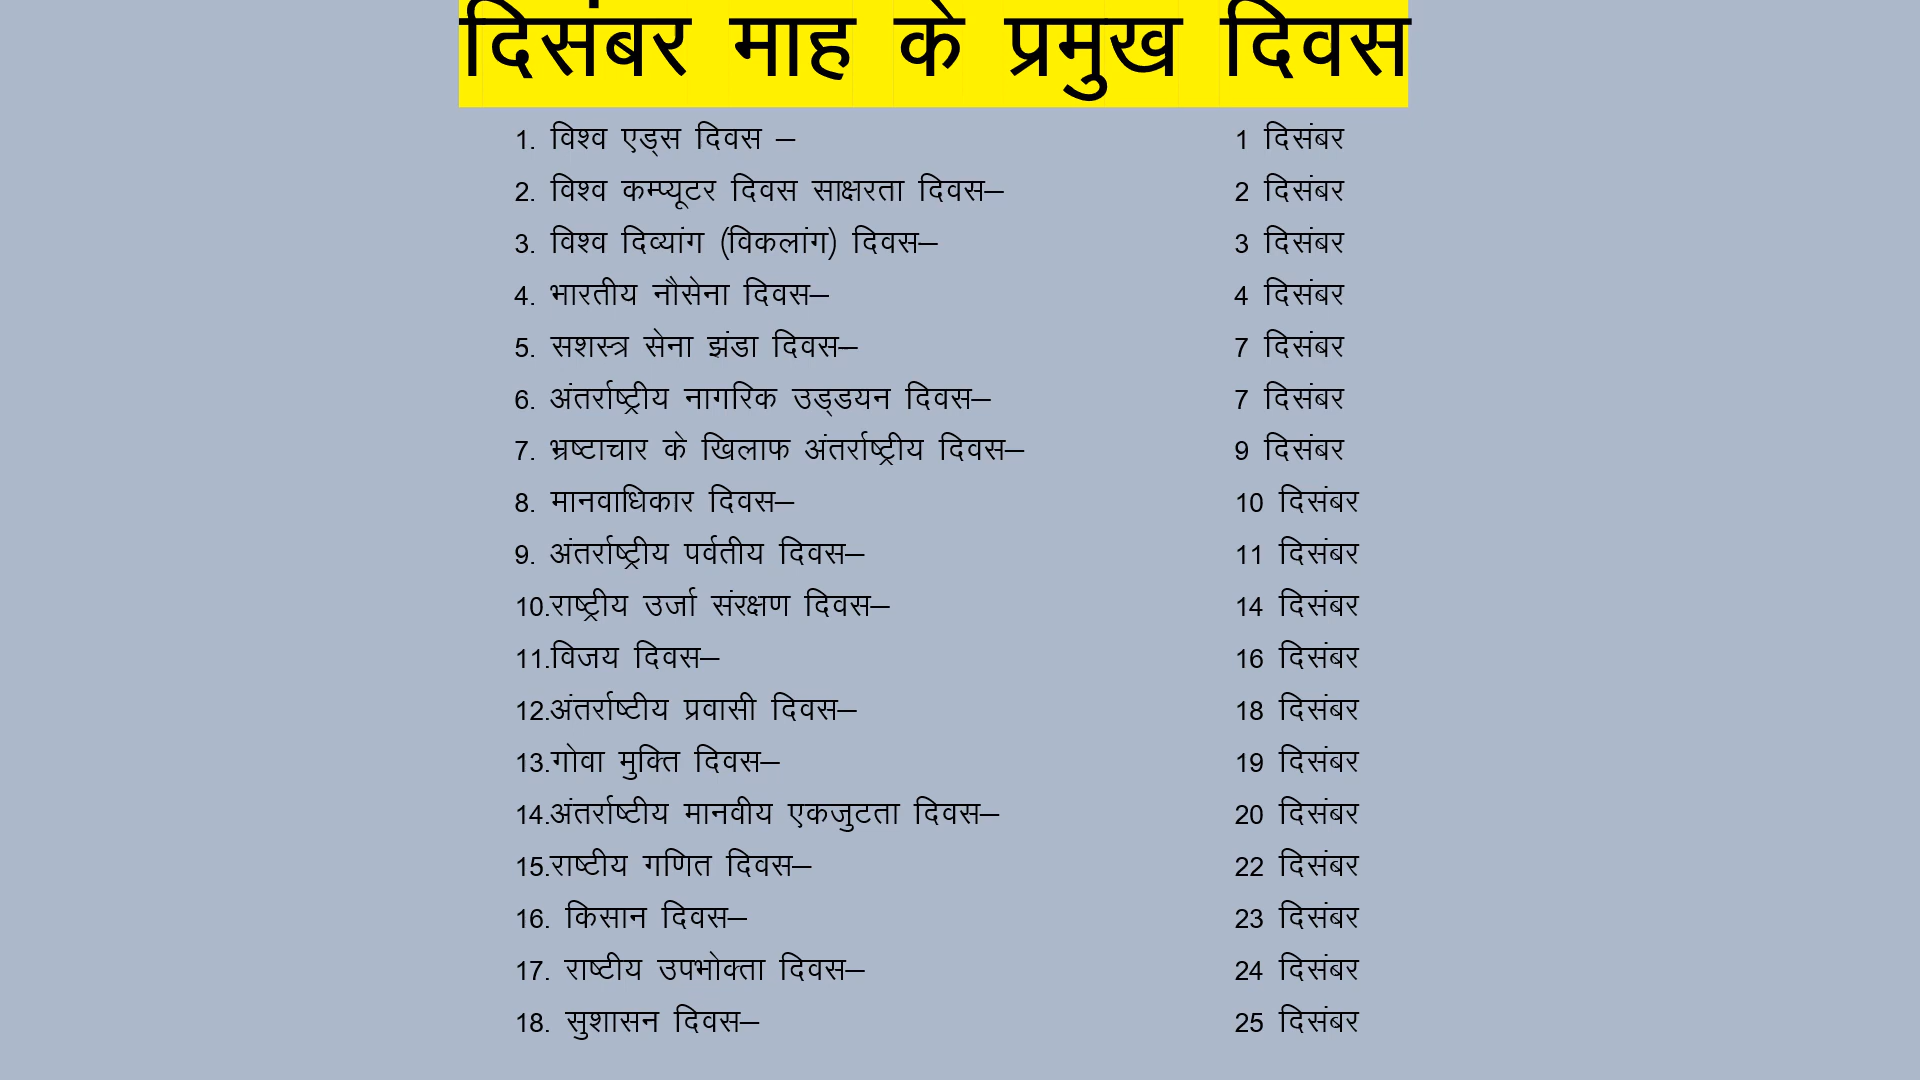 दिसंबर माह के प्रमुख दिवस
1. विश्व एड्स दिवस – 1 दिसंबर
2. विश्व कम्प्यूटर दिवस साक्षरता दिवस– 2 दिसंबर
3. विश्व दिव्यांग (विकलांग) दिवस– 3 दिसंबर
4. भारतीय नौसेना दिवस– 4 दिसंबर
5. सशस्त्र सेना झंडा दिवस– 7 दिसंबर
6. अंतर्राष्ट्रीय नागरिक उड्डयन दिवस– 7 दिसंबर
7. भ्रष्टाचार के खिलाफ अंतर्राष्ट्रीय दिवस– 9 दिसंबर
8. मानवाधिकार दिवस– 10 दिसंबर
9. अंतर्राष्ट्रीय पर्वतीय दिवस– 11 दिसंबर
10.राष्ट्रीय उर्जा संरक्षण दिवस– 14 दिसंबर
11.विजय दिवस– 16 दिसंबर
12.अंतर्राष्टीय प्रवासी दिवस– 18 दिसंबर
13.गोवा मुक्ति दिवस– 19 दिसंबर
14.अंतर्राष्टीय मानवीय एकजुटता दिवस– 20 दिसंबर
15.राष्टीय गणित दिवस– 22 दिसंबर
16. किसान दिवस– 23 दिसंबर
17. राष्टीय उपभोक्ता दिवस– 24 दिसंबर
18. सुशासन दिवस– 25 दिसंबर